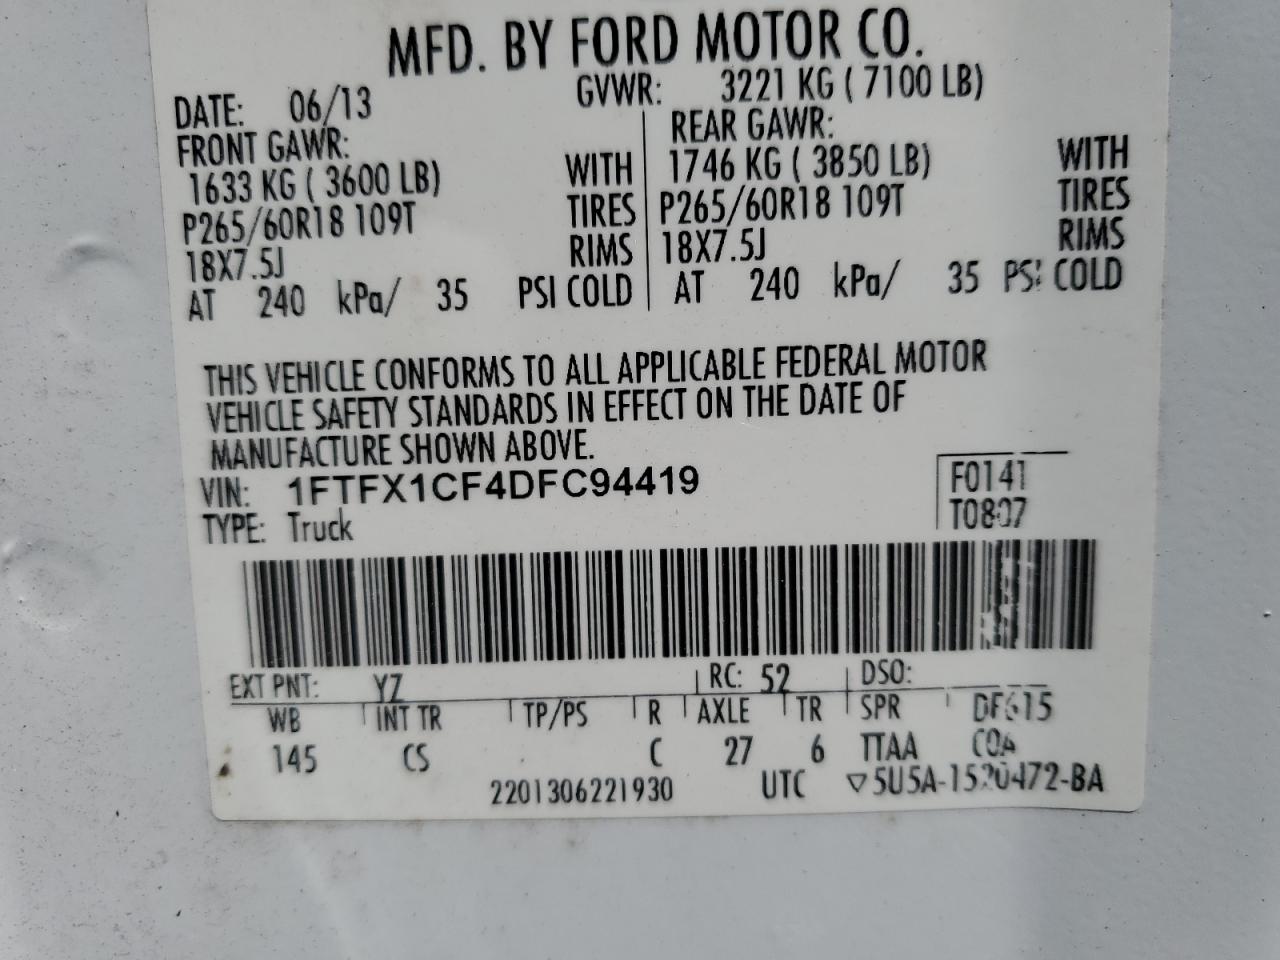 MFD. BY FORD MOTOR CO.
DATE: 06/13 GVWR: 3221 KG ( 7100 LB)
FRONT GAWR: REAR GAWR:
1633 KG ( 3600 LB) WITH 1746 KG ( 3850 LB) WITH
P265/60R18 109T TIRES P265/60R18 109T TIRES
18X7.5J RIMS 18X7.5J RIMS
AT 240 kPa/ 35 PSI COLD AT 240 kPa/ 35 PSI COLD
THIS VEHICLE CONFORMS TO ALL APPLICABLE FEDERAL MOTOR
VEHICLE SAFETY STANDARDS IN EFFECT ON THE DATE OF
MANUFACTURE SHOWN ABOVE.
VIN: 1FTFX1CF4DFC94419 F0141
TYPE: Truck T0807
EXT PNT: YZ RC: 52 DSO:
WB INT TR TP/PS R AXLE TR SPR DF615
145 CS C 27 6 TTAA
2201306221930 UTC ▽5U5A-1520472-BA